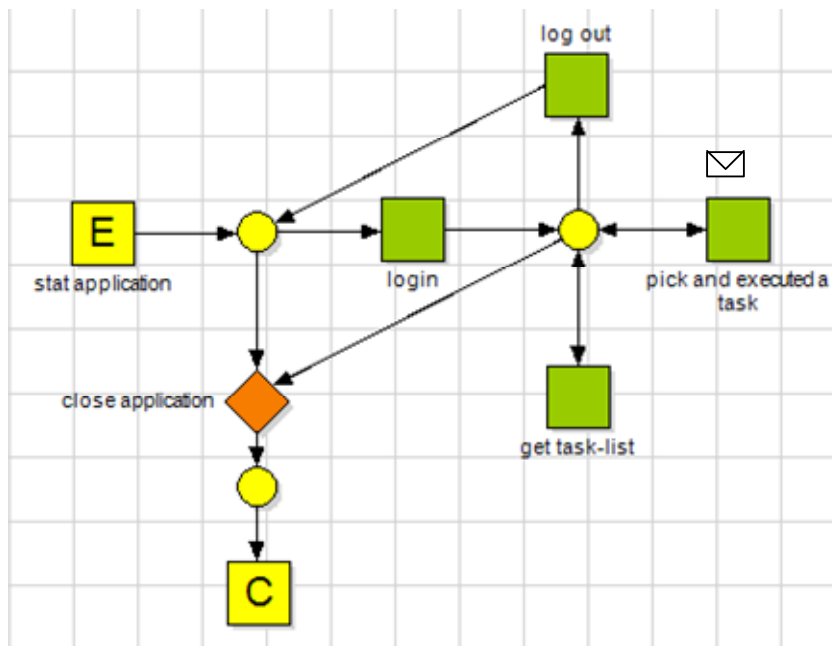 log out
E
stat application
login
pick and executed a
task
close application
get task-list
C